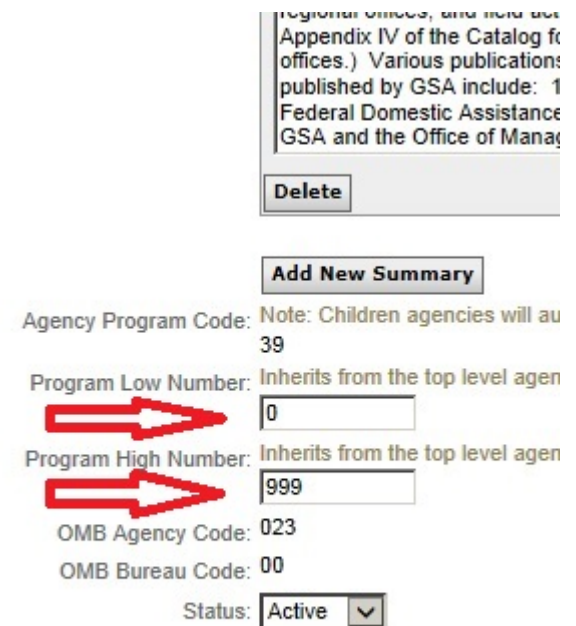 regional offices, and field act
Appendix IV of the Catalog fo
offices.) Various publications
published by GSA include: 1
Federal Domestic Assistance
GSA and the Office of Manag
Delete
Add New Summary
Agency Program Code: Note: Children agencies will au
39
Program Low Number: Inherits from the top level agen
0
Program High Number: Inherits from the top level agen
999
OMB Agency Code: 023
OMB Bureau Code: 00
Status: Active